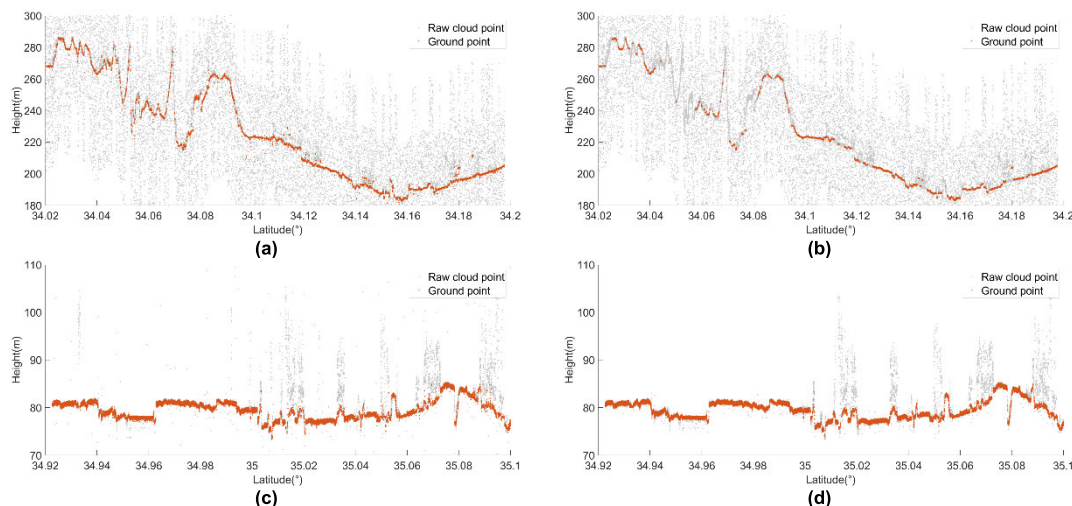 300
280
260
240
220
200
180
Height(m)
Raw cloud point
Ground point
34.02 34.04 34.06 34.08 34.1 34.12 34.14 34.16 34.18 34.2
Latitude(°)
(a)
300
280
260
240
220
200
180
Height(m)
Raw cloud point
Ground point
34.02 34.04 34.06 34.08 34.1 34.12 34.14 34.16 34.18 34.2
Latitude(°)
(b)
110
100
90
80
70
Height(m)
Raw cloud point
Ground point
34.92 34.94 34.96 34.98 35 35.02 35.04 35.06 35.08 35.1
Latitude(°)
(c)
110
100
90
80
70
Height(m)
Raw cloud point
Ground point
34.92 34.94 34.96 34.98 35 35.02 35.04 35.06 35.08 35.1
Latitude(°)
(d)